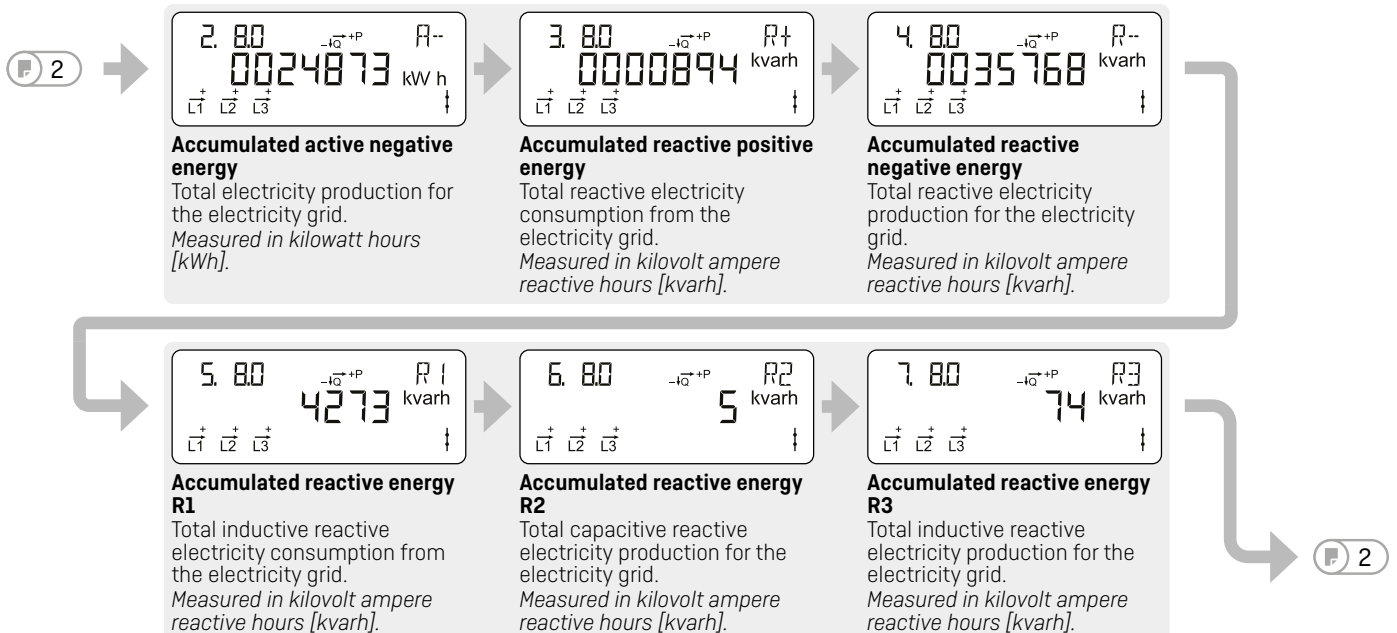 2
2. 8.0 -Q +P A--
0024873 kW h
L1+ L2+ L3+
Accumulated active negative
energy
Total electricity production for
the electricity grid.
Measured in kilowatt hours
[kWh].
3. 8.0 -Q +P R+
0000894 kvarh
L1+ L2+ L3+
Accumulated reactive positive
energy
Total reactive electricity
consumption from the
electricity grid.
Measured in kilovolt ampere
reactive hours [kvarh].
4. 8.0 -Q +P R--
0035768 kvarh
L1+ L2+ L3+
Accumulated reactive
negative energy
Total reactive electricity
production for the electricity
grid.
Measured in kilovolt ampere
reactive hours [kvarh].
5. 8.0 -Q +P R1
4273 kvarh
L1+ L2+ L3+
Accumulated reactive energy
R1
Total inductive reactive
electricity consumption from
the electricity grid.
Measured in kilovolt ampere
reactive hours [kvarh].
6. 8.0 -Q +P R2
5 kvarh
L1+ L2+ L3+
Accumulated reactive energy
R2
Total capacitive reactive
electricity production for the
electricity grid.
Measured in kilovolt ampere
reactive hours [kvarh].
7. 8.0 -Q +P R3
74 kvarh
L1+ L2+ L3+
Accumulated reactive energy
R3
Total inductive reactive
electricity production for the
electricity grid.
Measured in kilovolt ampere
reactive hours [kvarh].
2